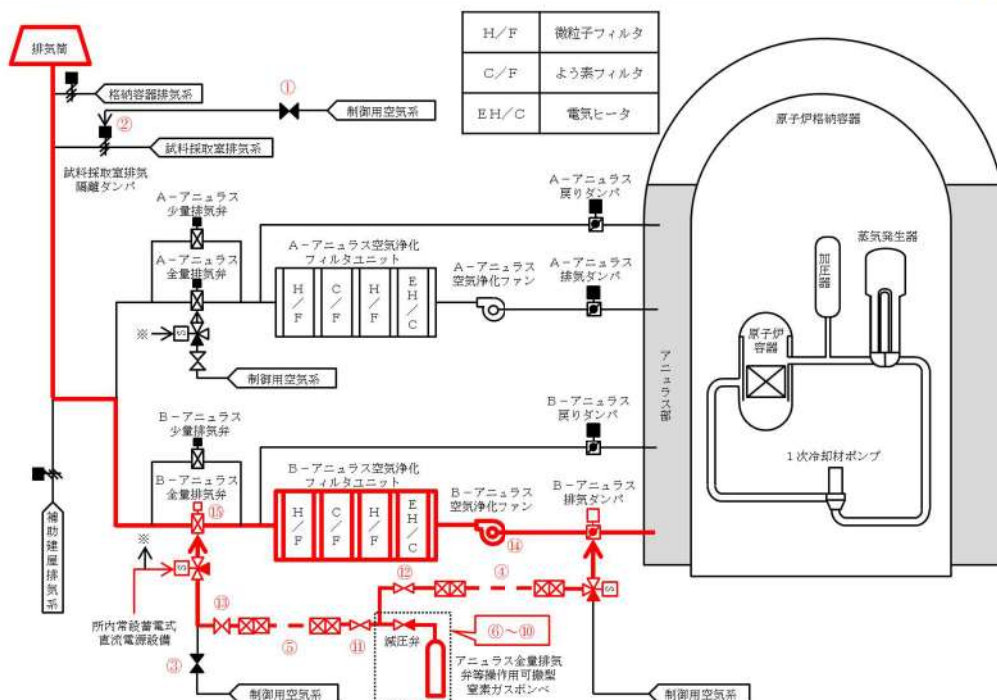 排気筒
格納容器排気系
①
制御用空気系
②
試料採取室排気系
試料採取室排気
隔離ダンパ
H/F 微粒子フィルタ
C/F よう素フィルタ
EH/C 電気ヒータ
原子炉格納容器
A-アニュラス
戻りダンパ
A-アニュラス
少量排気弁
A-アニュラス
全量排気弁
A-アニュラス空気浄化
フィルタユニット
H/F
C/F
H/F
EH/C
A-アニュラス
空気浄化ファン
A-アニュラス
排気ダンパ
※
S
制御用空気系
蒸気発生器
加圧器
原子炉
容器
アニュラス部
1次冷却材ポンプ
B-アニュラス
戻りダンパ
B-アニュラス
少量排気弁
B-アニュラス
全量排気弁
⑮
B-アニュラス空気浄化
フィルタユニット
H/F
C/F
H/F
EH/C
B-アニュラス
空気浄化ファン
⑭
B-アニュラス
排気ダンパ
補助建屋排気系
※
S
⑫
④
S
所内常設蓄電式
直流電源設備
⑬
⑤
⑪
減圧弁
⑥~⑩
③
アニュラス全量排気
弁等操作用可搬型
窒素ガスボンベ
制御用空気系
制御用空気系